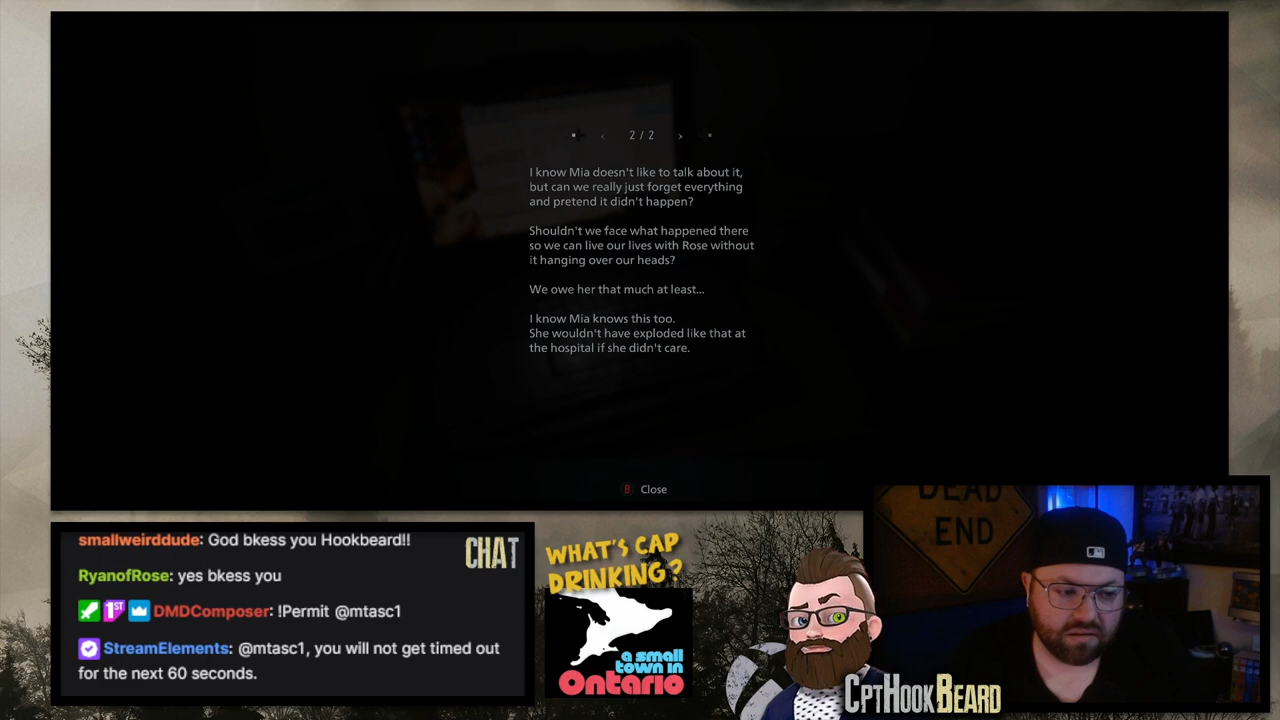 2 / 2
I know Mia doesn't like to talk about it,
but can we really just forget everything
and pretend it didn't happen?
Shouldn't we face what happened there
so we can live our lives with Rose without
it hanging over our heads?
We owe her that much at least...
I know Mia knows this too.
She wouldn't have exploded like that at
the hospital if she didn't care.
B Close
smallweirddude: God bkess you Hookbeard!!
CHAT
RyanofRose: yes bkess you
1ST DMDComposer: !Permit @mtasc1
StreamElements: @mtasc1, you will not get timed out
for the next 60 seconds.
WHAT'S CAP
DRINKING?
a small
town in
Ontario
CPTHOOKBEARD
DEAD
END